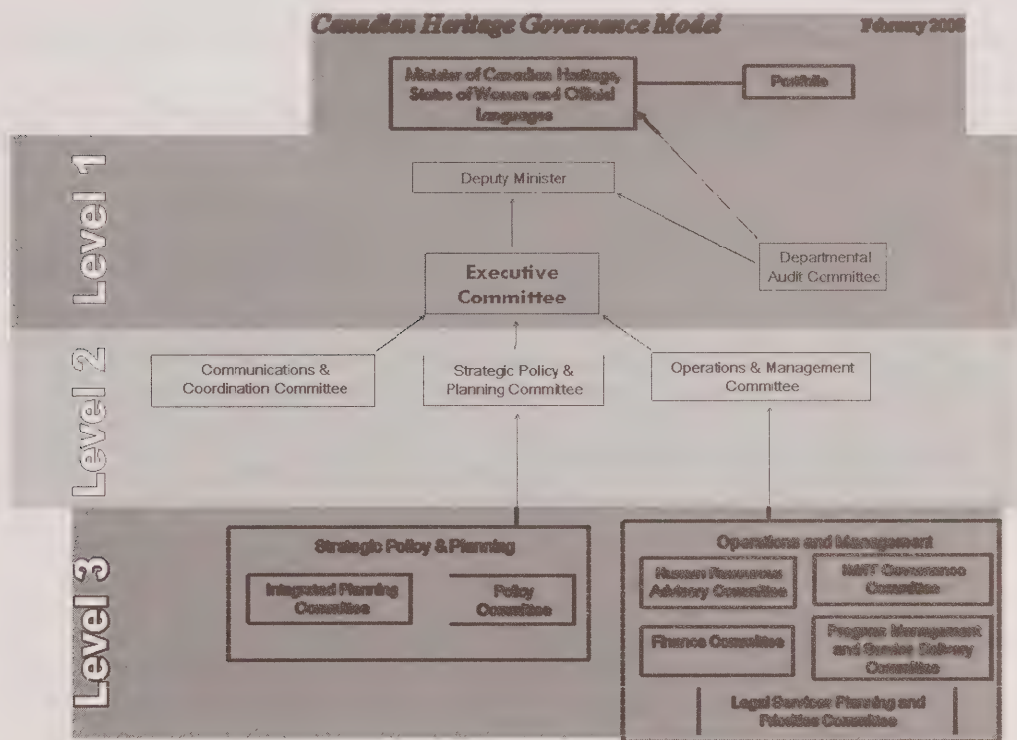 Canadian Heritage Governance Model
February 2008
Minister of Canadian Heritage,
Status of Women and Official
Languages
Portfolio
Level 1
Deputy Minister
Departmental
Audit Committee
Executive
Committee
Level 2
Communications &
Coordination Committee
Strategic Policy &
Planning Committee
Operations & Management
Committee
Level 3
Strategic Policy & Planning
Integrated Planning
Committee
Policy
Committee
Operations and Management
Human Resources
Advisory Committee
IM/IT Governance
Committee
Finance Committee
Program Management
and Service Delivery
Committee
Legal Services Planning and
Priorities Committee